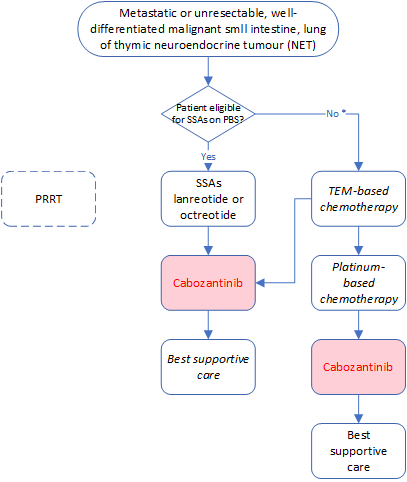 Metastatic or unresectable, well-
differentiated malignant smll intestine, lung
of thymic neuroendocrine tumour (NET)
Patient eligible
for SSAs on PBS?
No *
Yes
PRRT
SSAs
lanreotide or
octreotide
TEM-based
chemotherapy
Cabozantinib
Platinum-
based
chemotherapy
Best supportive
care
Cabozantinib
Best
supportive
care